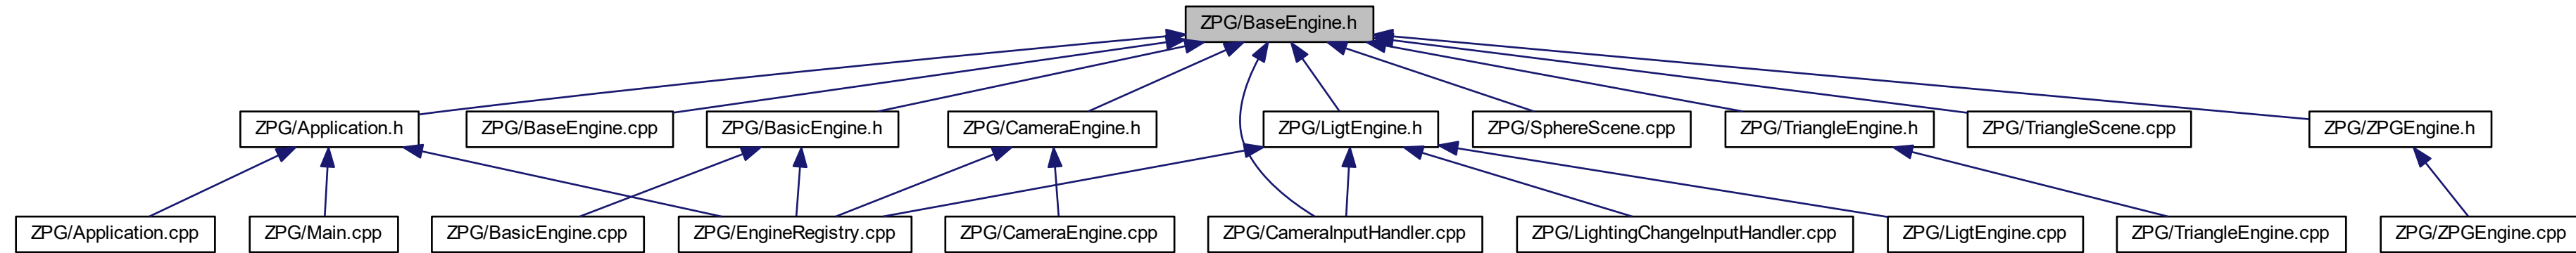 ZPG/BaseEngine.h
ZPG/Application.h
ZPG/BaseEngine.cpp
ZPG/BasicEngine.h
ZPG/CameraEngine.h
ZPG/LigtEngine.h
ZPG/SphereScene.cpp
ZPG/TriangleEngine.h
ZPG/TriangleScene.cpp
ZPG/ZPGEngine.h
ZPG/Application.cpp
ZPG/Main.cpp
ZPG/BasicEngine.cpp
ZPG/EngineRegistry.cpp
ZPG/CameraEngine.cpp
ZPG/CameraInputHandler.cpp
ZPG/LightingChangeInputHandler.cpp
ZPG/LigtEngine.cpp
ZPG/TriangleEngine.cpp
ZPG/ZPGEngine.cpp